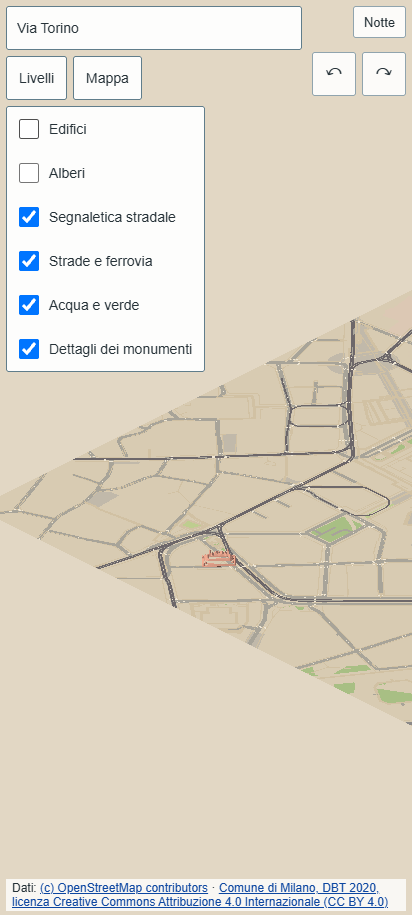 Via Torino
Notte
Livelli
Mappa
Edifici
Alberi
Segnaletica stradale
Strade e ferrovia
Acqua e verde
Dettagli dei monumenti
Dati: (c) OpenStreetMap contributors · Comune di Milano, DBT 2020,
licenza Creative Commons Attribuzione 4.0 Internazionale (CC BY 4.0)